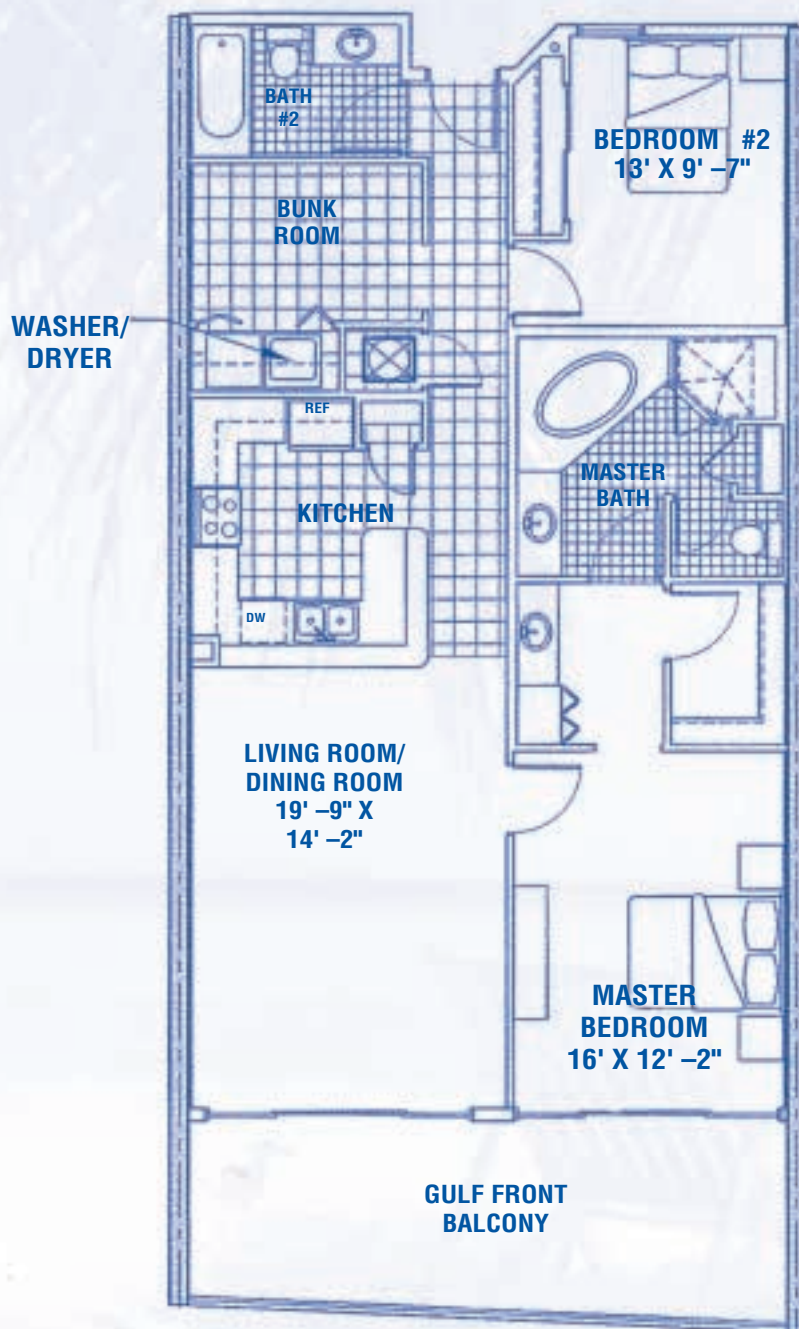 BATH
#2
BEDROOM #2
13' X 9' –7"
BUNK
ROOM
WASHER/
DRYER
REF
KITCHEN
MASTER
BATH
DW
LIVING ROOM/
DINING ROOM
19' –9" X
14' –2"
MASTER
BEDROOM
16' X 12' –2"
GULF FRONT
BALCONY